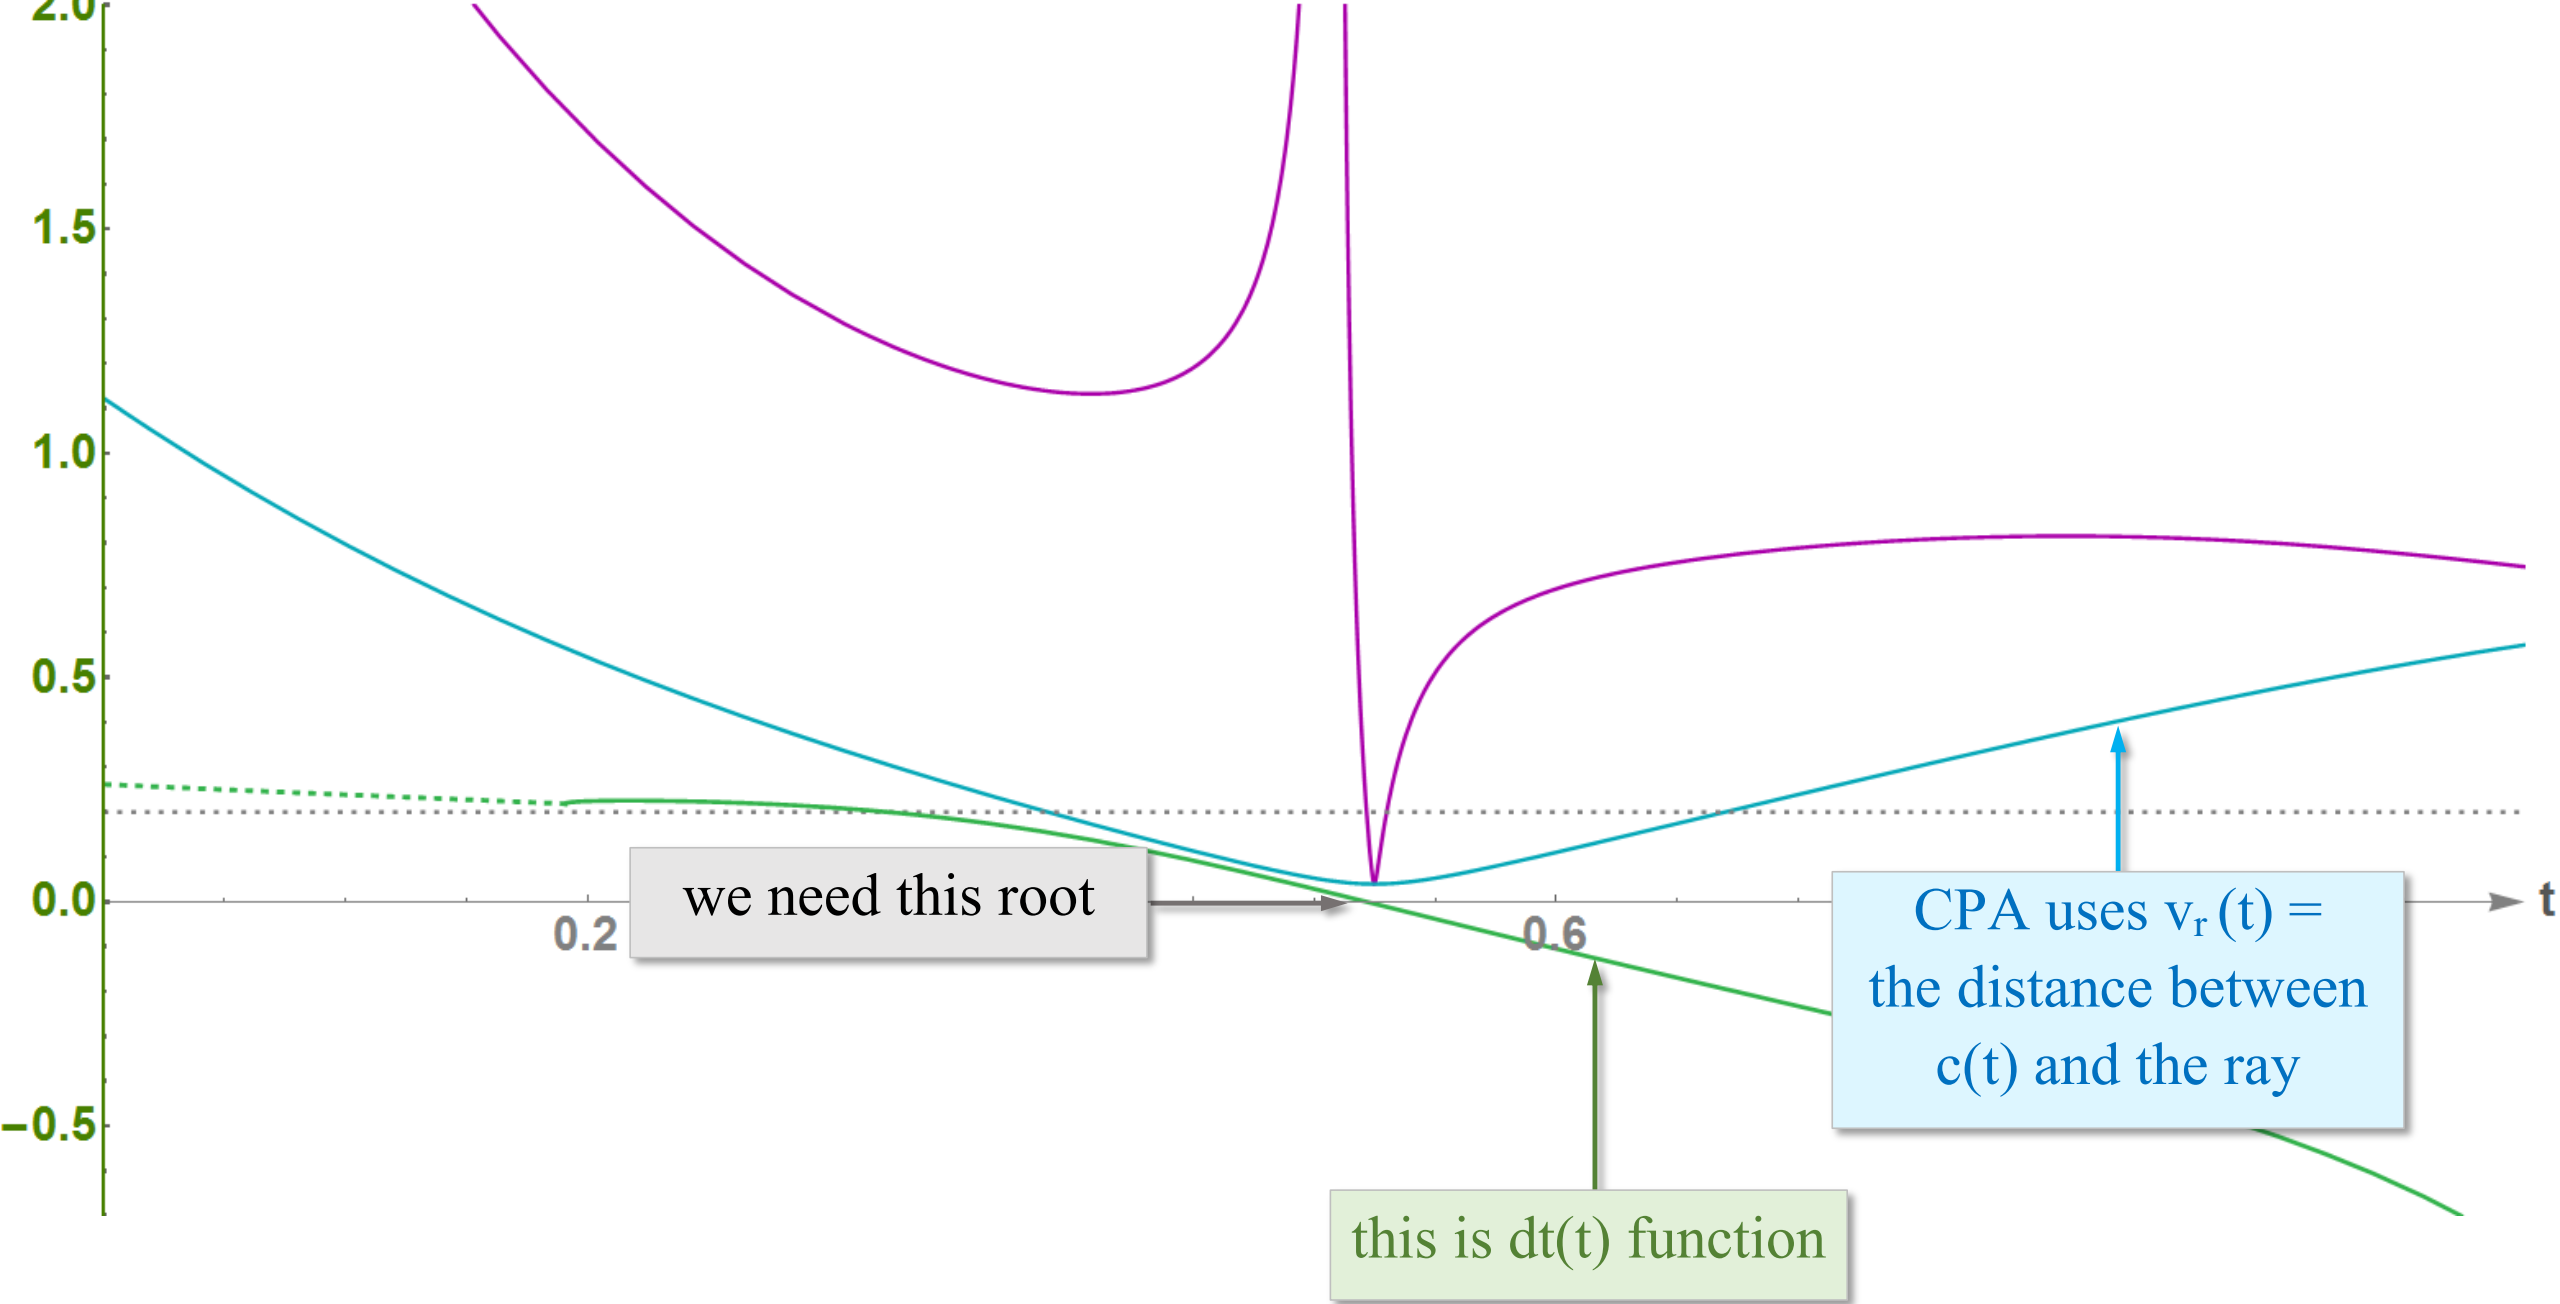 2.0
1.5
1.0
0.5
0.0
−0.5
0.2
0.6
t
we need this root
CPA uses vᵣ (t) =
the distance between
c(t) and the ray
this is dt(t) function